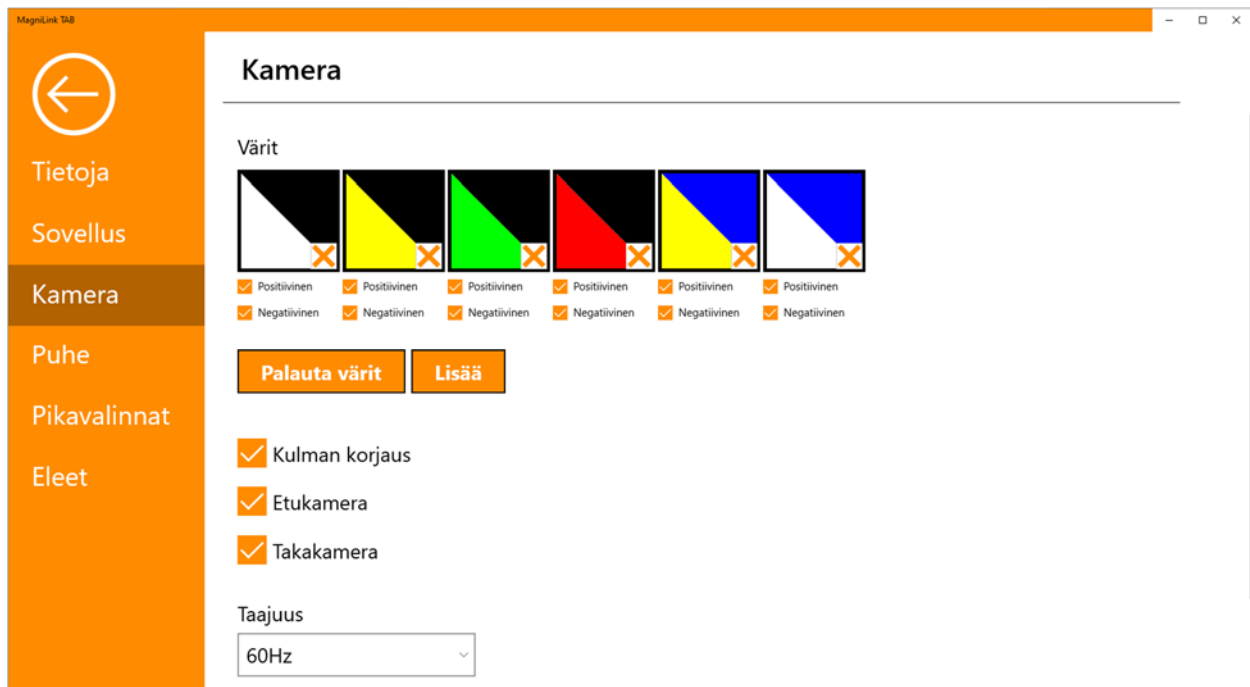 MagniLink TAB
Kamera
Tietoja
Sovellus
Kamera
Puhe
Pikavalinnat
Eleet
Värit
Positiivinen Positiivinen Positiivinen Positiivinen Positiivinen Positiivinen
Negatiivinen Negatiivinen Negatiivinen Negatiivinen Negatiivinen Negatiivinen
Palauta värit Lisää
Kulman korjaus
Etukamera
Takakamera
Taajuus
60Hz